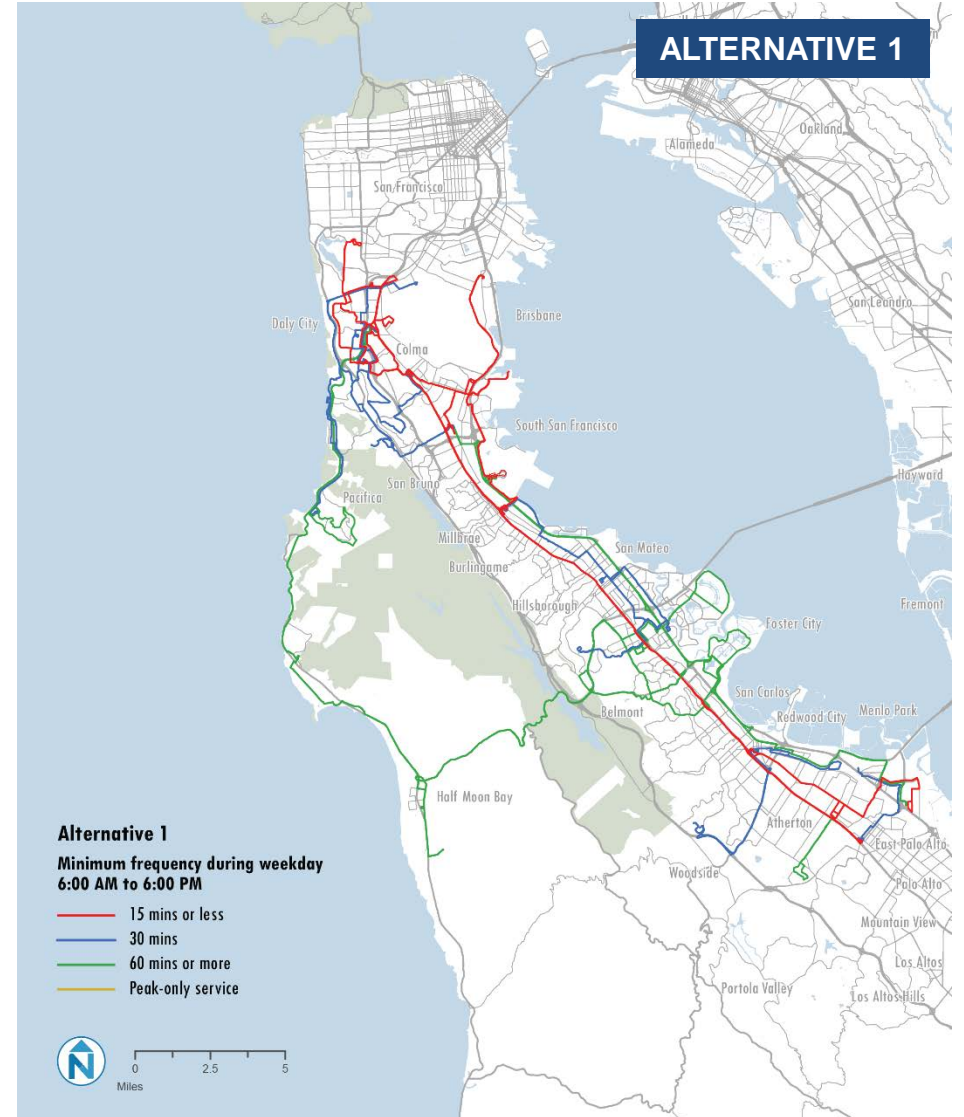 ALTERNATIVE 1
Oakland
Alameda
San Francisco
San Leandro
Daly City
Brisbane
Colma
South San Francisco
Hayward
San Bruno
Pacifica
Millbrae
San Mateo
Burlingame
Hillsborough
Fremont
Foster City
San Carlos
Belmont
Redwood City
Menlo Park
Half Moon Bay
Atherton
East Palo Alto
Woodside
Palo Alto
Mountain View
Los Altos
Portola Valley
Los Altos Hills
Alternative 1
Minimum frequency during weekday
6:00 AM to 6:00 PM
15 mins or less
30 mins
60 mins or more
Peak-only service
N
0 2.5 5
Miles